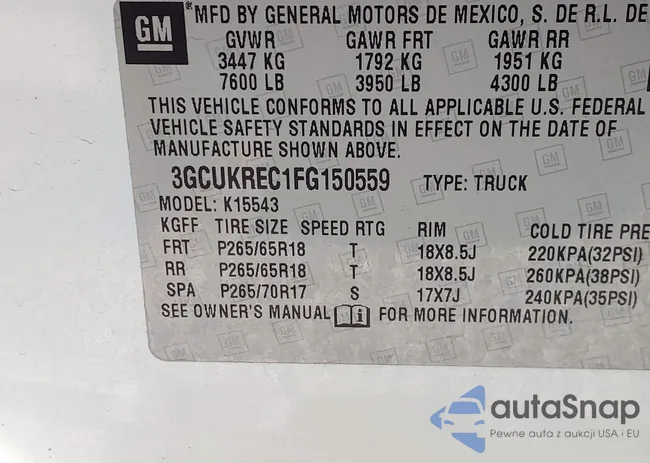 GM MFD BY GENERAL MOTORS DE MEXICO, S. DE R.L. DE
GVWR GAWR FRT GAWR RR
3447 KG 1792 KG 1951 KG
7600 LB 3950 LB 4300 LB
THIS VEHICLE CONFORMS TO ALL APPLICABLE U.S. FEDERAL
VEHICLE SAFETY STANDARDS IN EFFECT ON THE DATE OF
MANUFACTURE SHOWN ABOVE.
3GCUKREC1FG150559 TYPE: TRUCK
MODEL: K15543
KGFF TIRE SIZE SPEED RTG RIM COLD TIRE PRE
FRT P265/65R18 T 18X8.5J 220KPA(32PSI)
RR P265/65R18 T 18X8.5J 260KPA(38PSI)
SPA P265/70R17 S 17X7J 240KPA(35PSI)
SEE OWNER'S MANUAL FOR MORE INFORMATION.
autaSnap
Pewne auta z aukcji USA i EU